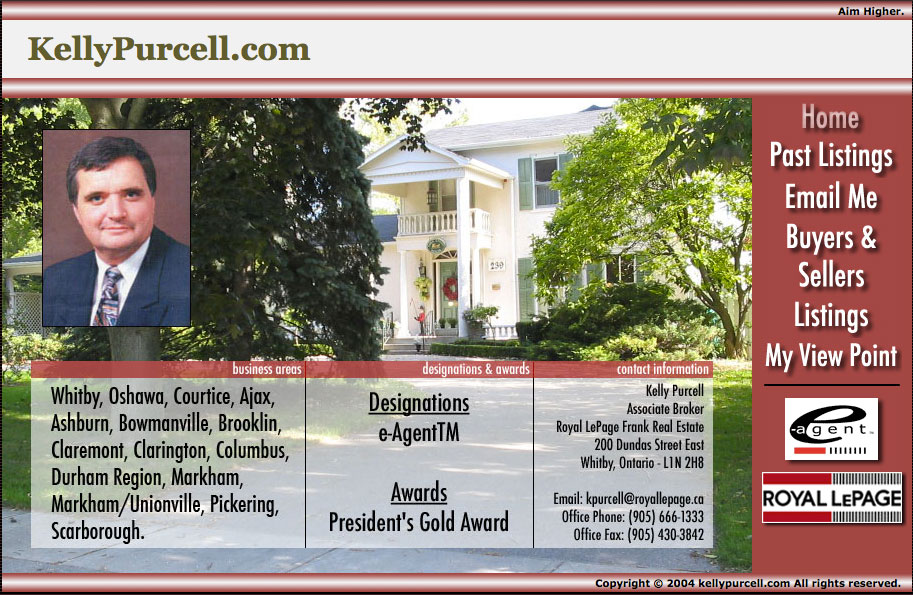 Aim Higher.
KellyPurcell.com
Home
Past Listings
Email Me
Buyers &
Sellers
Listings
My View Point
e-agent™
ROYAL LEPAGE
239
business areas
Whitby, Oshawa, Courtice, Ajax,
Ashburn, Bowmanville, Brooklin,
Claremont, Clarington, Columbus,
Durham Region, Markham,
Markham/Unionville, Pickering,
Scarborough.
designations & awards
Designations
e-AgentTM
Awards
President's Gold Award
contact information
Kelly Purcell
Associate Broker
Royal LePage Frank Real Estate
200 Dundas Street East
Whitby, Ontario - L1N 2H8
Email: kpurcell@royallepage.ca
Office Phone: (905) 666-1333
Office Fax: (905) 430-3842
Copyright © 2004 kellypurcell.com All rights reserved.